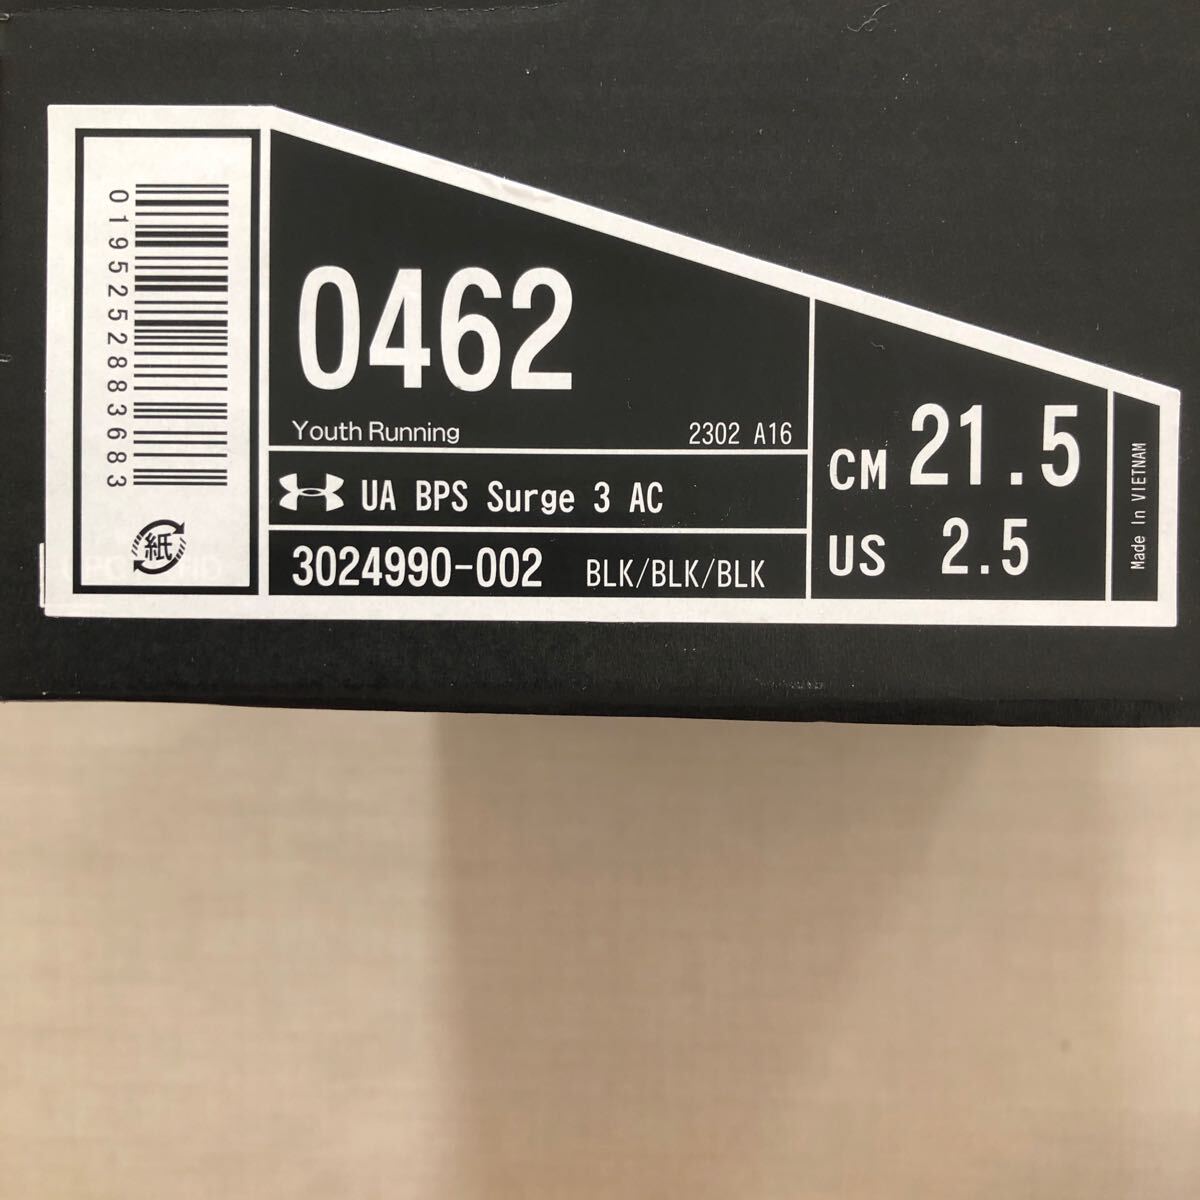 0195252883683
紙
0462
Youth Running
2302 A16
UA BPS Surge 3 AC
3024990-002 BLK/BLK/BLK
CM 21.5
US 2.5
Made In VIETNAM